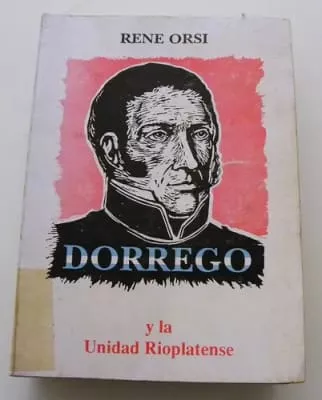 RENE ORSI
DORREGO
y la
Unidad Rioplatense